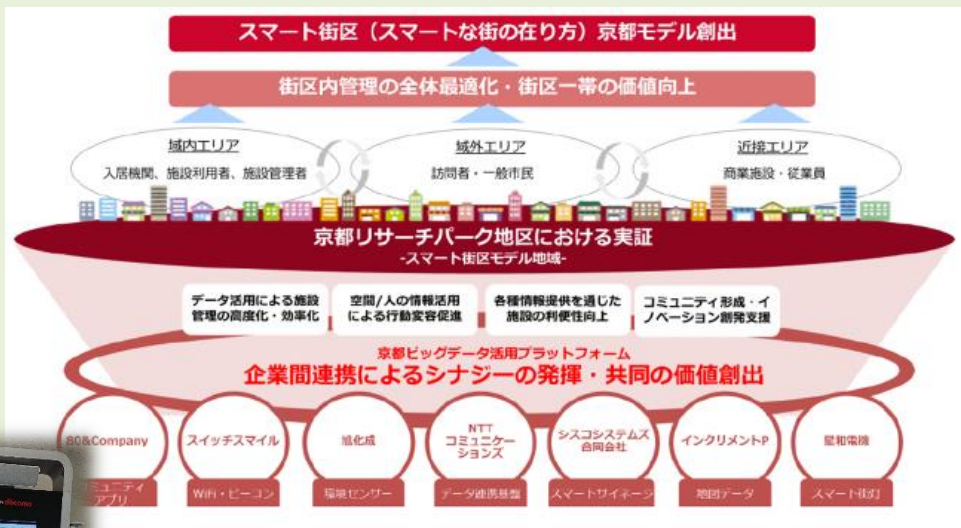 スマート街区（スマートな街の在り方）京都モデル創出
街区内管理の全体最適化・街区一帯の価値向上
域内エリア
入居機関、施設利用者、施設管理者
域外エリア
訪問者・一般市民
近接エリア
商業施設・従業員
京都リサーチパーク地区における実証
-スマート街区モデル地域-
データ活用による施設
管理の高度化・効率化
空間/人の情報活用
による行動変容促進
各種情報提供を通じた
施設の利便性向上
コミュニティ形成・イ
ノベーション創発支援
京都ビッグデータ活用プラットフォーム
企業間連携によるシナジーの発揮・共同の価値創出
80&Company
スイッチスマイル
旭化成
NTT
コミュニケー
ションズ
シスコシステムズ
合同会社
インクリメントP
星和電機
コミュニティ
アプリ
WiFi・ビーコン
環境センサー
データ連携基盤
スマートサイネージ
地図データ
スマート街灯